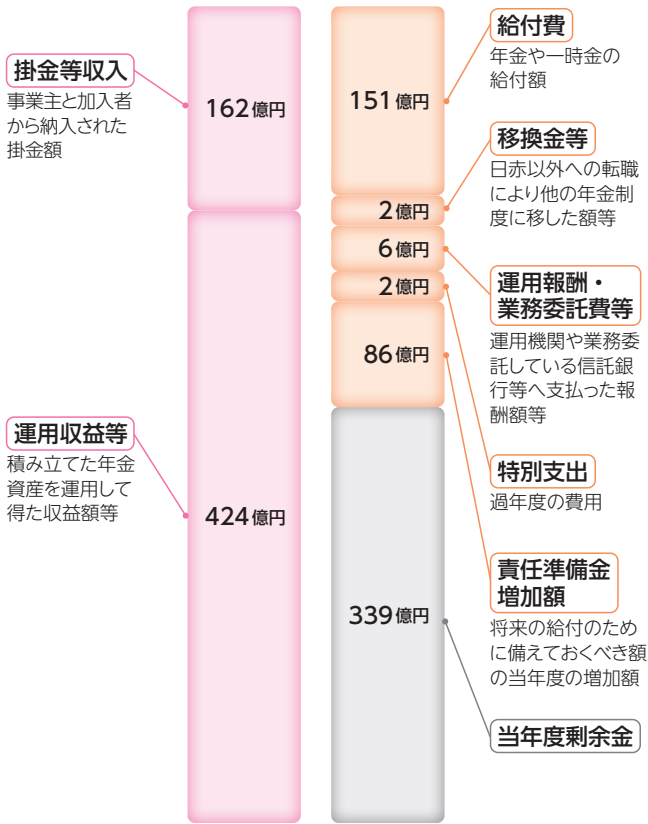 掛金等収入
事業主と加入者
から納入された
掛金額
162億円
運用収益等
積み立てた年金
資産を運用して
得た収益額等
424億円
151億円
2億円
6億円
2億円
86億円
339億円
給付費
年金や一時金の
給付額
移換金等
日赤以外への転職
により他の年金制
度に移した額等
運用報酬・
業務委託費等
運用機関や業務委
託している信託銀
行等へ支払った報
酬額等
特別支出
過年度の費用
責任準備金
増加額
将来の給付のため
に備えておくべき額
の当年度の増加額
当年度剰余金